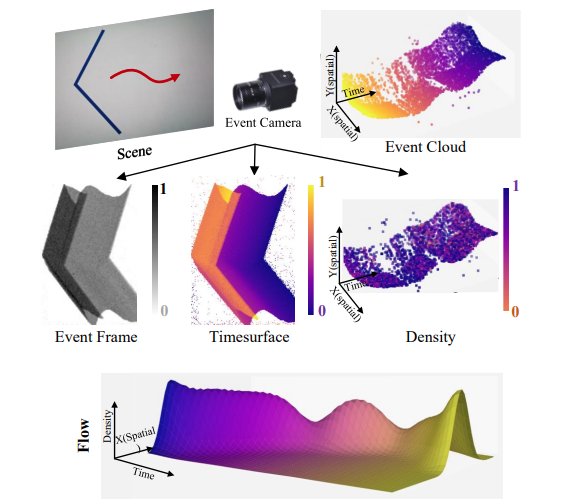 Y(spatial)
Time
X(spatial)
Event Camera
Scene
Event Cloud
1
0
Event Frame
1
0
Timesurface
Y(spatial)
Time
X(spatial)
1
0
Density
Flow
Density
X(Spatial
)
Time